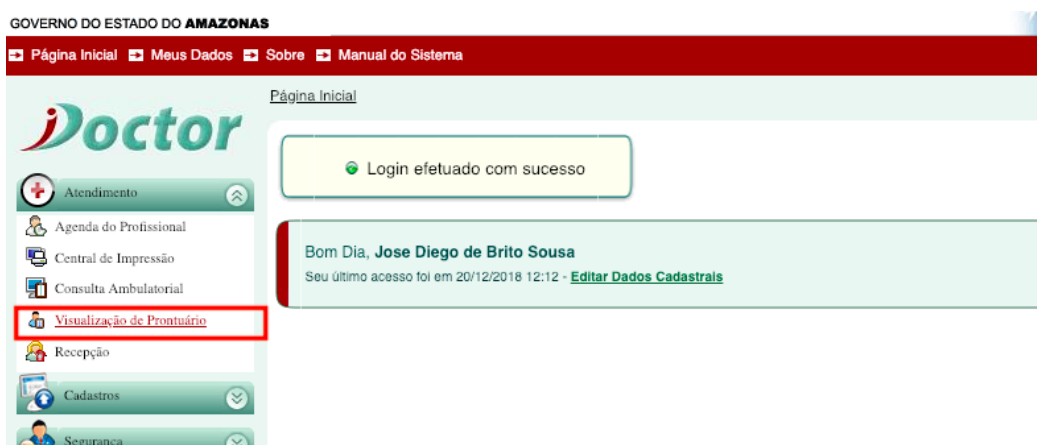 GOVERNO DO ESTADO DO AMAZONAS
Página Inicial Meus Dados Sobre Manual do Sistema
Página Inicial
iDoctor
Login efetuado com sucesso
Atendimento
Agenda do Profissional
Central de Impressão
Consulta Ambulatorial
Visualização de Prontuário
Recepção
Cadastros
Segurança
Bom Dia, Jose Diego de Brito Sousa
Seu último acesso foi em 20/12/2018 12:12 - Editar Dados Cadastrais